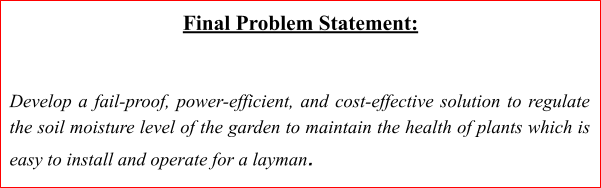 Final Problem Statement:
Develop a fail-proof, power-efficient, and cost-effective solution to regulate
the soil moisture level of the garden to maintain the health of plants which is
easy to install and operate for a layman.